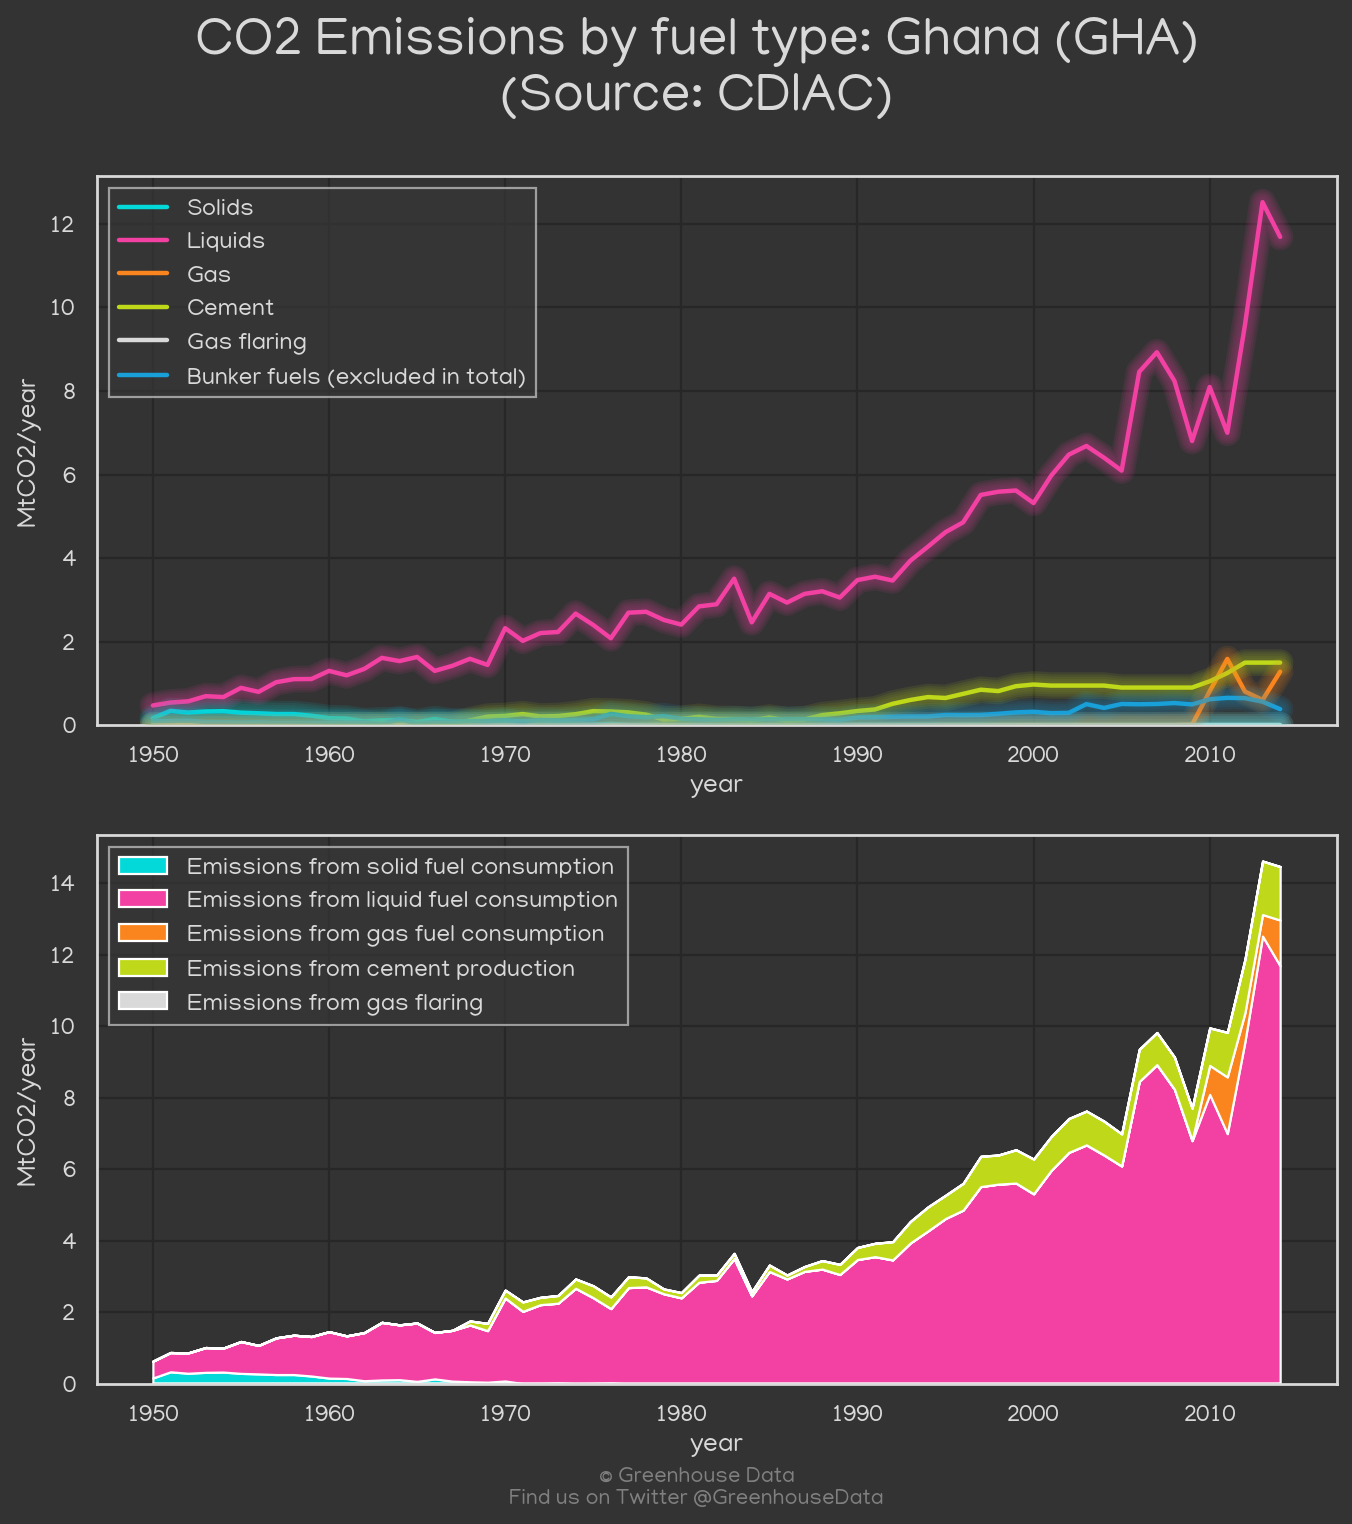 CO2 Emissions by fuel type: Ghana (GHA)
(Source: CDIAC)
Solids
Liquids
Gas
Cement
Gas flaring
Bunker fuels (excluded in total)
MtCO2/year
12
10
8
6
4
2
0
1950 1960 1970 1980 1990 2000 2010
year
Emissions from solid fuel consumption
Emissions from liquid fuel consumption
Emissions from gas fuel consumption
Emissions from cement production
Emissions from gas flaring
MtCO2/year
14
12
10
8
6
4
2
0
1950 1960 1970 1980 1990 2000 2010
year
© Greenhouse Data
Find us on Twitter @GreenhouseData